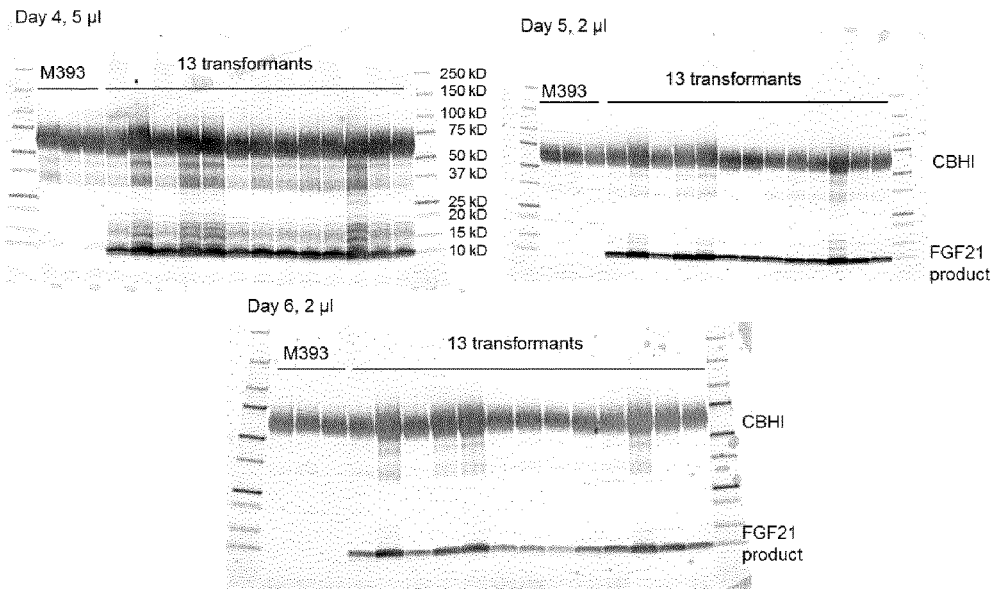 Day 4, 5 µl
M393
13 transformants
250 kD
150 kD
100 kD
75 kD
50 kD
37 kD
25 kD
20 kD
15 kD
10 kD
Day 5, 2 µl
M393
13 transformants
CBHI
FGF21
product
Day 6, 2 µl
M393
13 transformants
CBHI
FGF21
product